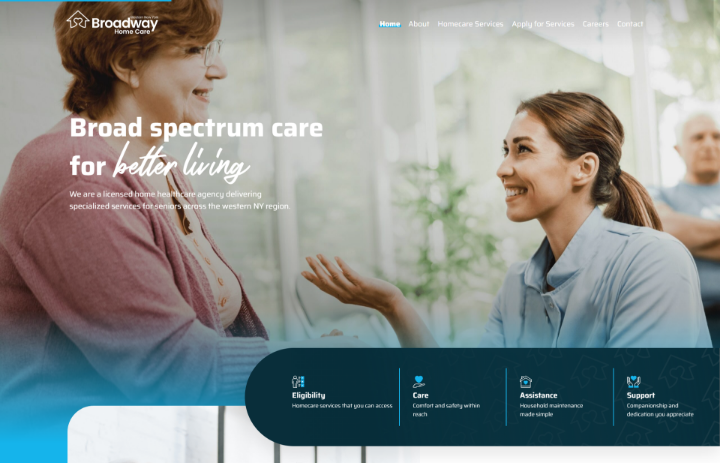 Broadway
Home Care
Home About Homecare Services Apply for Services Careers Contact
Broad spectrum care
for better living
We are a licensed home healthcare agency delivering
specialized services for seniors across the western NY region.
Eligibility
Homecare services that you can access
Care
Comfort and safety within
reach
Assistance
Household maintenance
made simple
Support
Companionship and
dedication you appreciate